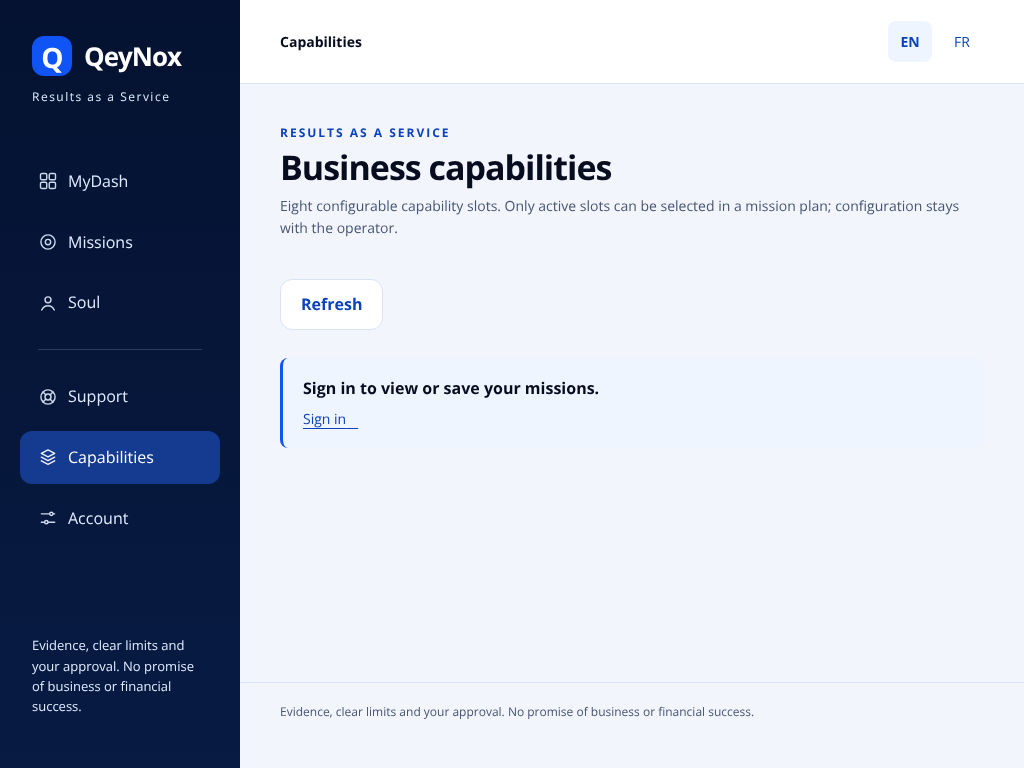 Q QeyNox
Results as a Service
MyDash
Missions
Soul
Support
Capabilities
Account
Evidence, clear limits and
your approval. No promise
of business or financial
success.
Capabilities
EN FR
RESULTS AS A SERVICE
Business capabilities
Eight configurable capability slots. Only active slots can be selected in a mission plan; configuration stays
with the operator.
Refresh
Sign in to view or save your missions.
Sign in
Evidence, clear limits and your approval. No promise of business or financial success.